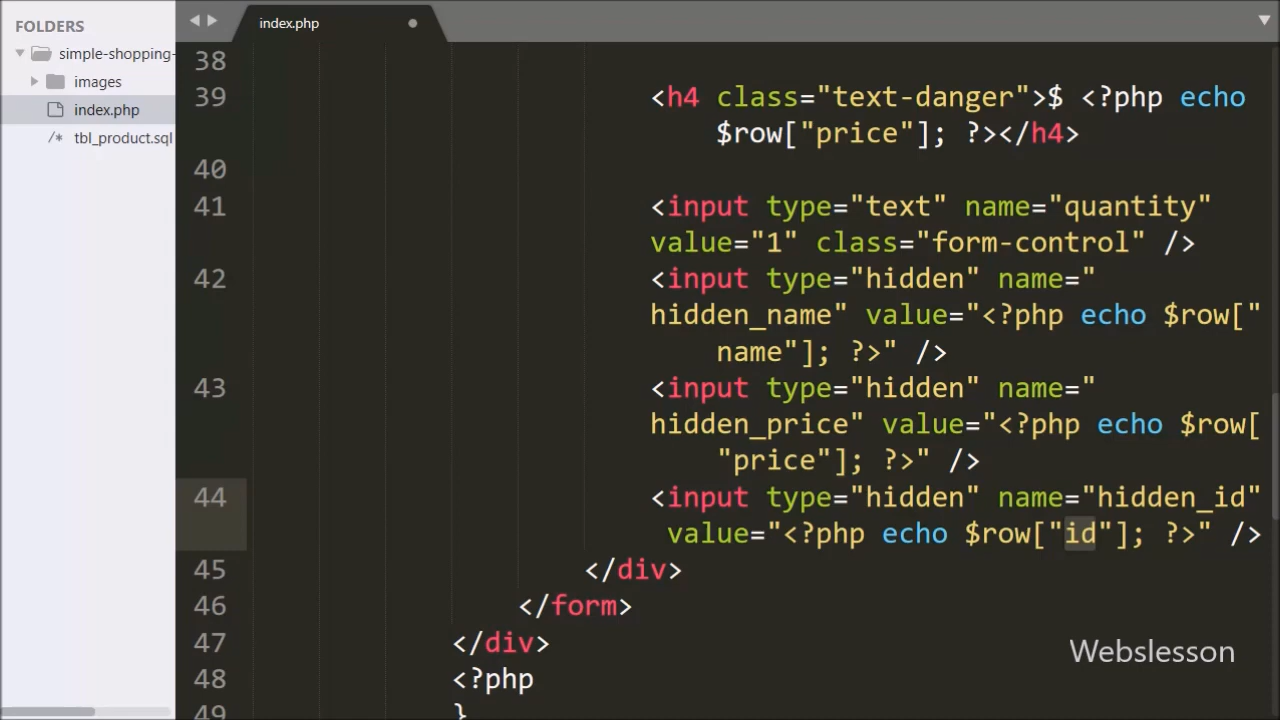 FOLDERS
simple-shopping-
images
index.php
/* tbl_product.sql
index.php
38
39 <h4 class="text-danger">$ <?php echo
$row["price"]; ?></h4>
40
41 <input type="text" name="quantity"
value="1" class="form-control" />
42 <input type="hidden" name="
hidden_name" value="<?php echo $row["
name"]; ?>" />
43 <input type="hidden" name="
hidden_price" value="<?php echo $row[
"price"]; ?>" />
44 <input type="hidden" name="hidden_id"
value="<?php echo $row["id"]; ?>" />
45 </div>
46 </form>
47 </div>
48 <?php
49 }
Webslesson